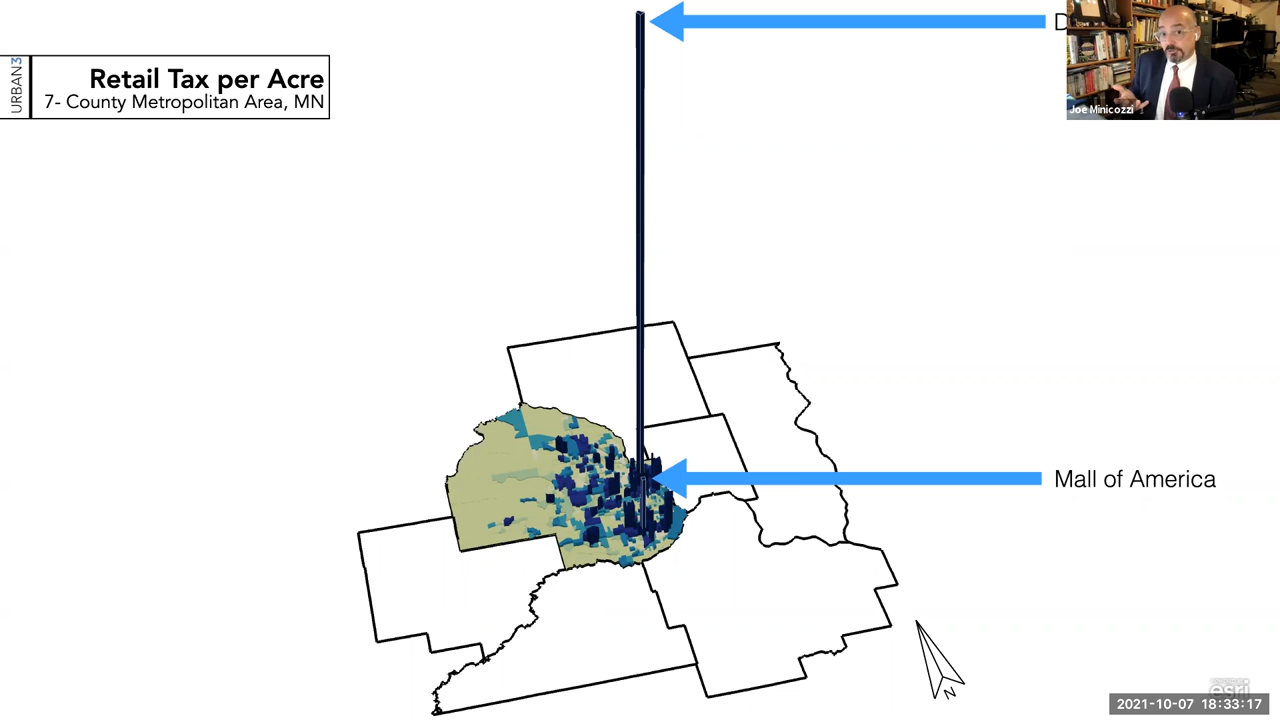 URBAN3
Retail Tax per Acre
7- County Metropolitan Area, MN
D
Joe Minicozzi
Mall of America
N
esri
2021-10-07 18:33:17